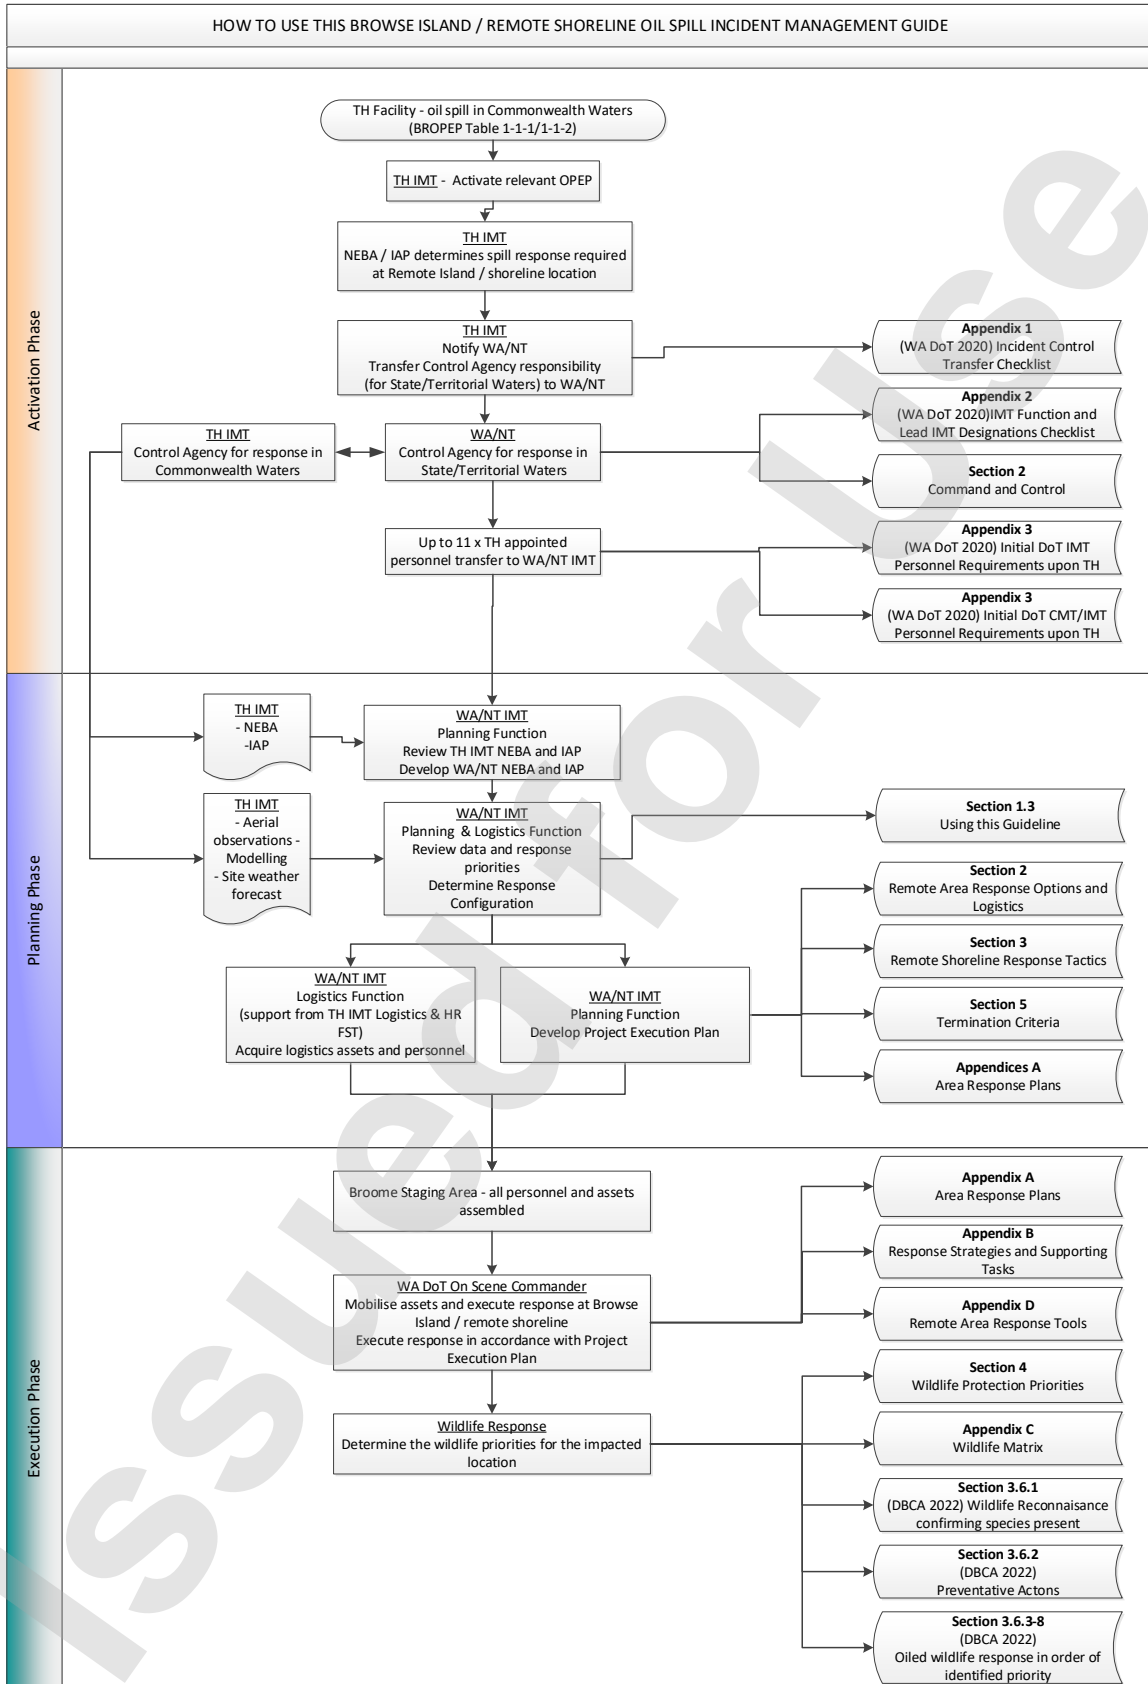 HOW TO USE THIS BROWSE ISLAND / REMOTE SHORELINE OIL SPILL INCIDENT MANAGEMENT GUIDE
Activation Phase
TH Facility - oil spill in Commonwealth Waters
(BROPEP Table 1-1-1/1-1-2)
TH IMT - Activate relevant OPEP
TH IMT
NEBA / IAP determines spill response required
at Remote Island / shoreline location
TH IMT
Notify WA/NT
Transfer Control Agency responsibility
(for State/Territorial Waters) to WA/NT
Appendix 1
(WA DoT 2020) Incident Control
Transfer Checklist
TH IMT
Control Agency for response in
Commonwealth Waters
WA/NT
Control Agency for response in
State/Territorial Waters
Appendix 2
(WA DoT 2020)IMT Function and
Lead IMT Designations Checklist
Section 2
Command and Control
Up to 11 x TH appointed
personnel transfer to WA/NT IMT
Appendix 3
(WA DoT 2020) Initial DoT IMT
Personnel Requirements upon TH
Appendix 3
(WA DoT 2020) Initial DoT CMT/IMT
Personnel Requirements upon TH
Planning Phase
TH IMT
- NEBA
-IAP
WA/NT IMT
Planning Function
Review TH IMT NEBA and IAP
Develop WA/NT NEBA and IAP
TH IMT
- Aerial
observations -
Modelling
- Site weather
forecast
WA/NT IMT
Planning & Logistics Function
Review data and response
priorities
Determine Response
Configuration
Section 1.3
Using this Guideline
WA/NT IMT
Logistics Function
(support from TH IMT Logistics & HR
FST)
Acquire logistics assets and personnel
WA/NT IMT
Planning Function
Develop Project Execution Plan
Section 2
Remote Area Response Options and
Logistics
Section 3
Remote Shoreline Response Tactics
Section 5
Termination Criteria
Appendices A
Area Response Plans
Execution Phase
Broome Staging Area - all personnel and assets
assembled
WA DoT On Scene Commander
Mobilise assets and execute response at Browse
Island / remote shoreline
Execute response in accordance with Project
Execution Plan
Appendix A
Area Response Plans
Appendix B
Response Strategies and Supporting
Tasks
Appendix D
Remote Area Response Tools
Wildlife Response
Determine the wildlife priorities for the impacted
location
Section 4
Wildlife Protection Priorities
Appendix C
Wildlife Matrix
Section 3.6.1
(DBCA 2022) Wildlife Reconnaisance
confirming species present
Section 3.6.2
(DBCA 2022)
Preventative Actons
Section 3.6.3-8
(DBCA 2022)
Oiled wildlife response in order of
identified priority
Issued for Use